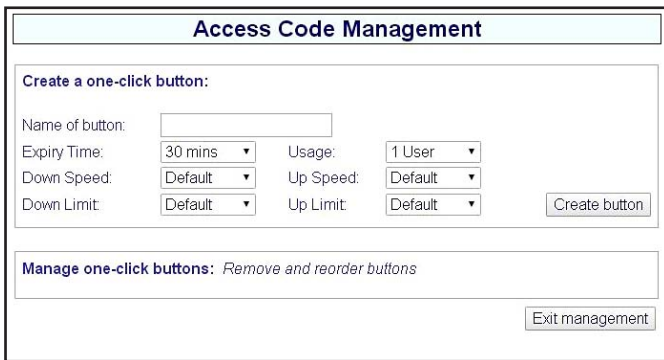 Access Code Management
Create a one-click button:
Name of button:
Expiry Time: 30 mins Usage: 1 User
Down Speed: Default Up Speed: Default
Down Limit: Default Up Limit: Default Create button
Manage one-click buttons: Remove and reorder buttons
Exit management